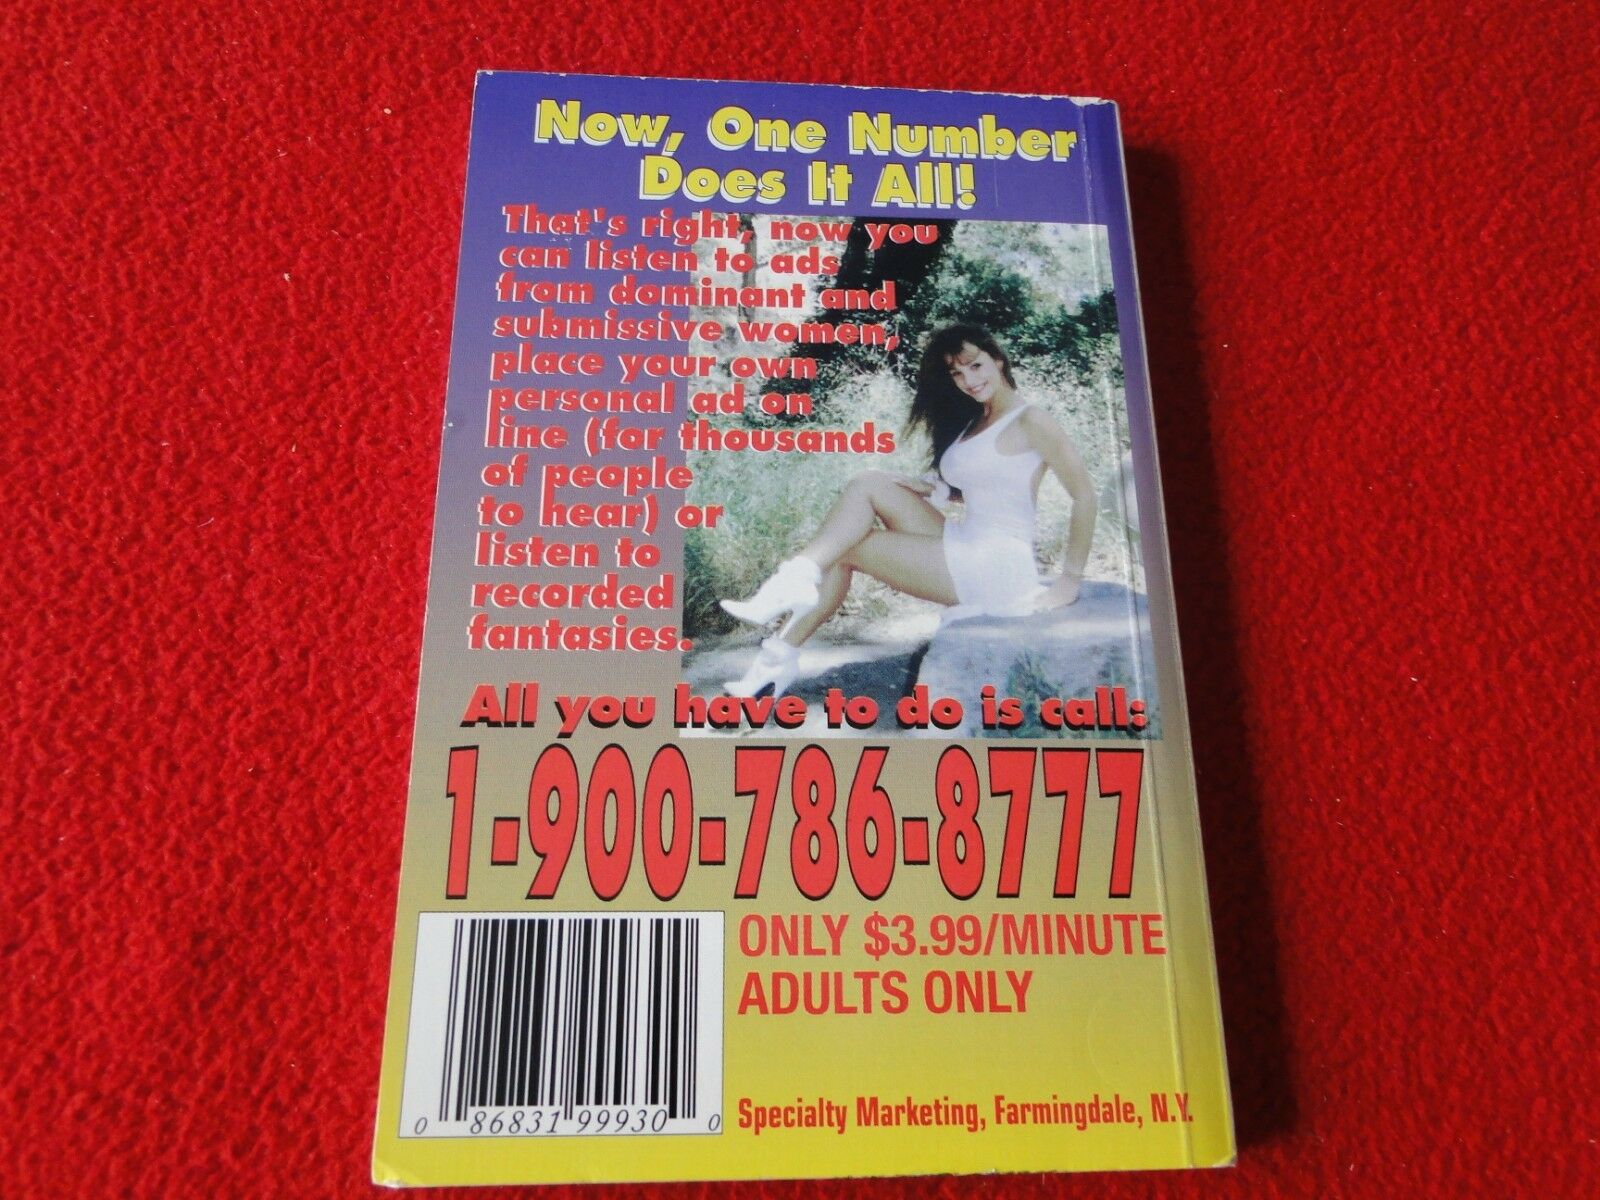 Now, One Number
Does It All!
That's right, now you
can listen to ads
from dominant and
submissive women,
place your own
personal ad on
line (for thousands
of people
to hear) or
listen to
recorded
fantasies.
All you have to do is call:
1-900-786-8777
ONLY $3.99/MINUTE
ADULTS ONLY
0 86831 99930 0
Specialty Marketing, Farmingdale, N.Y.